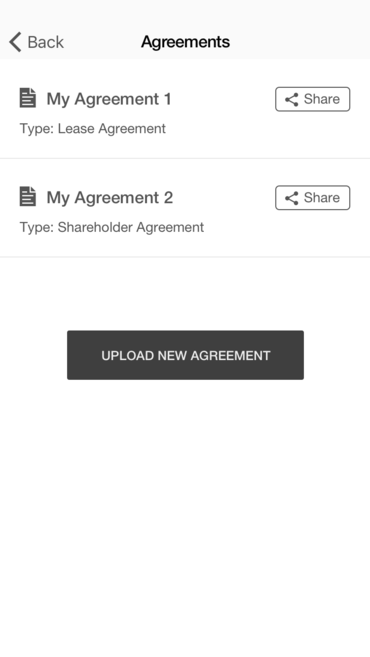 Back
Agreements
My Agreement 1
Share
Type: Lease Agreement
My Agreement 2
Share
Type: Shareholder Agreement
UPLOAD NEW AGREEMENT